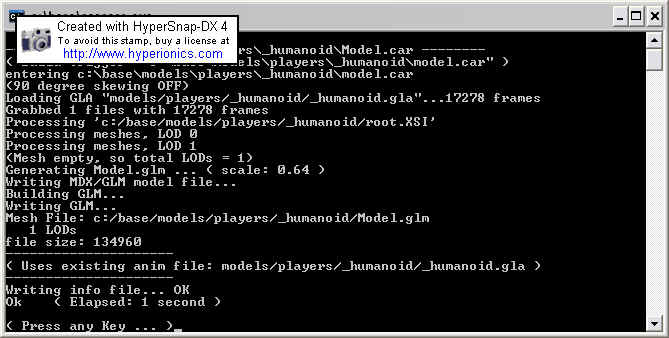 Created with HyperSnap-DX 4
To avoid this stamp, buy a license at
http://www.hyperionics.com
\_humanoid\Model.car --------
\_humanoid\model.car" )
entering c:\base\models\players\_humanoid\model.car
(90 degree skewing OFF)
Loading GLA "models/players/_humanoid/_humanoid.gla"...17278 frames
Grabbed 1 files with 17278 frames
Processing 'c:/base/models/players/_humanoid/root.XSI'
Processing meshes, LOD 0
Processing meshes, LOD 1
(Mesh empty, so total LODs = 1)
Generating Model.glm ... ( scale: 0.64 )
Writing MDX/GLM model file...
Building GLM...
Writing GLM...
Mesh File: c:/base/models/players/_humanoid/Model.glm
1 LODs
file size: 134960
----------------------
( Uses existing anim file: models/players/_humanoid/_humanoid.gla )
----------------------
Writing info file... OK
Ok    ( Elapsed: 1 second )
( Press any Key ... )_